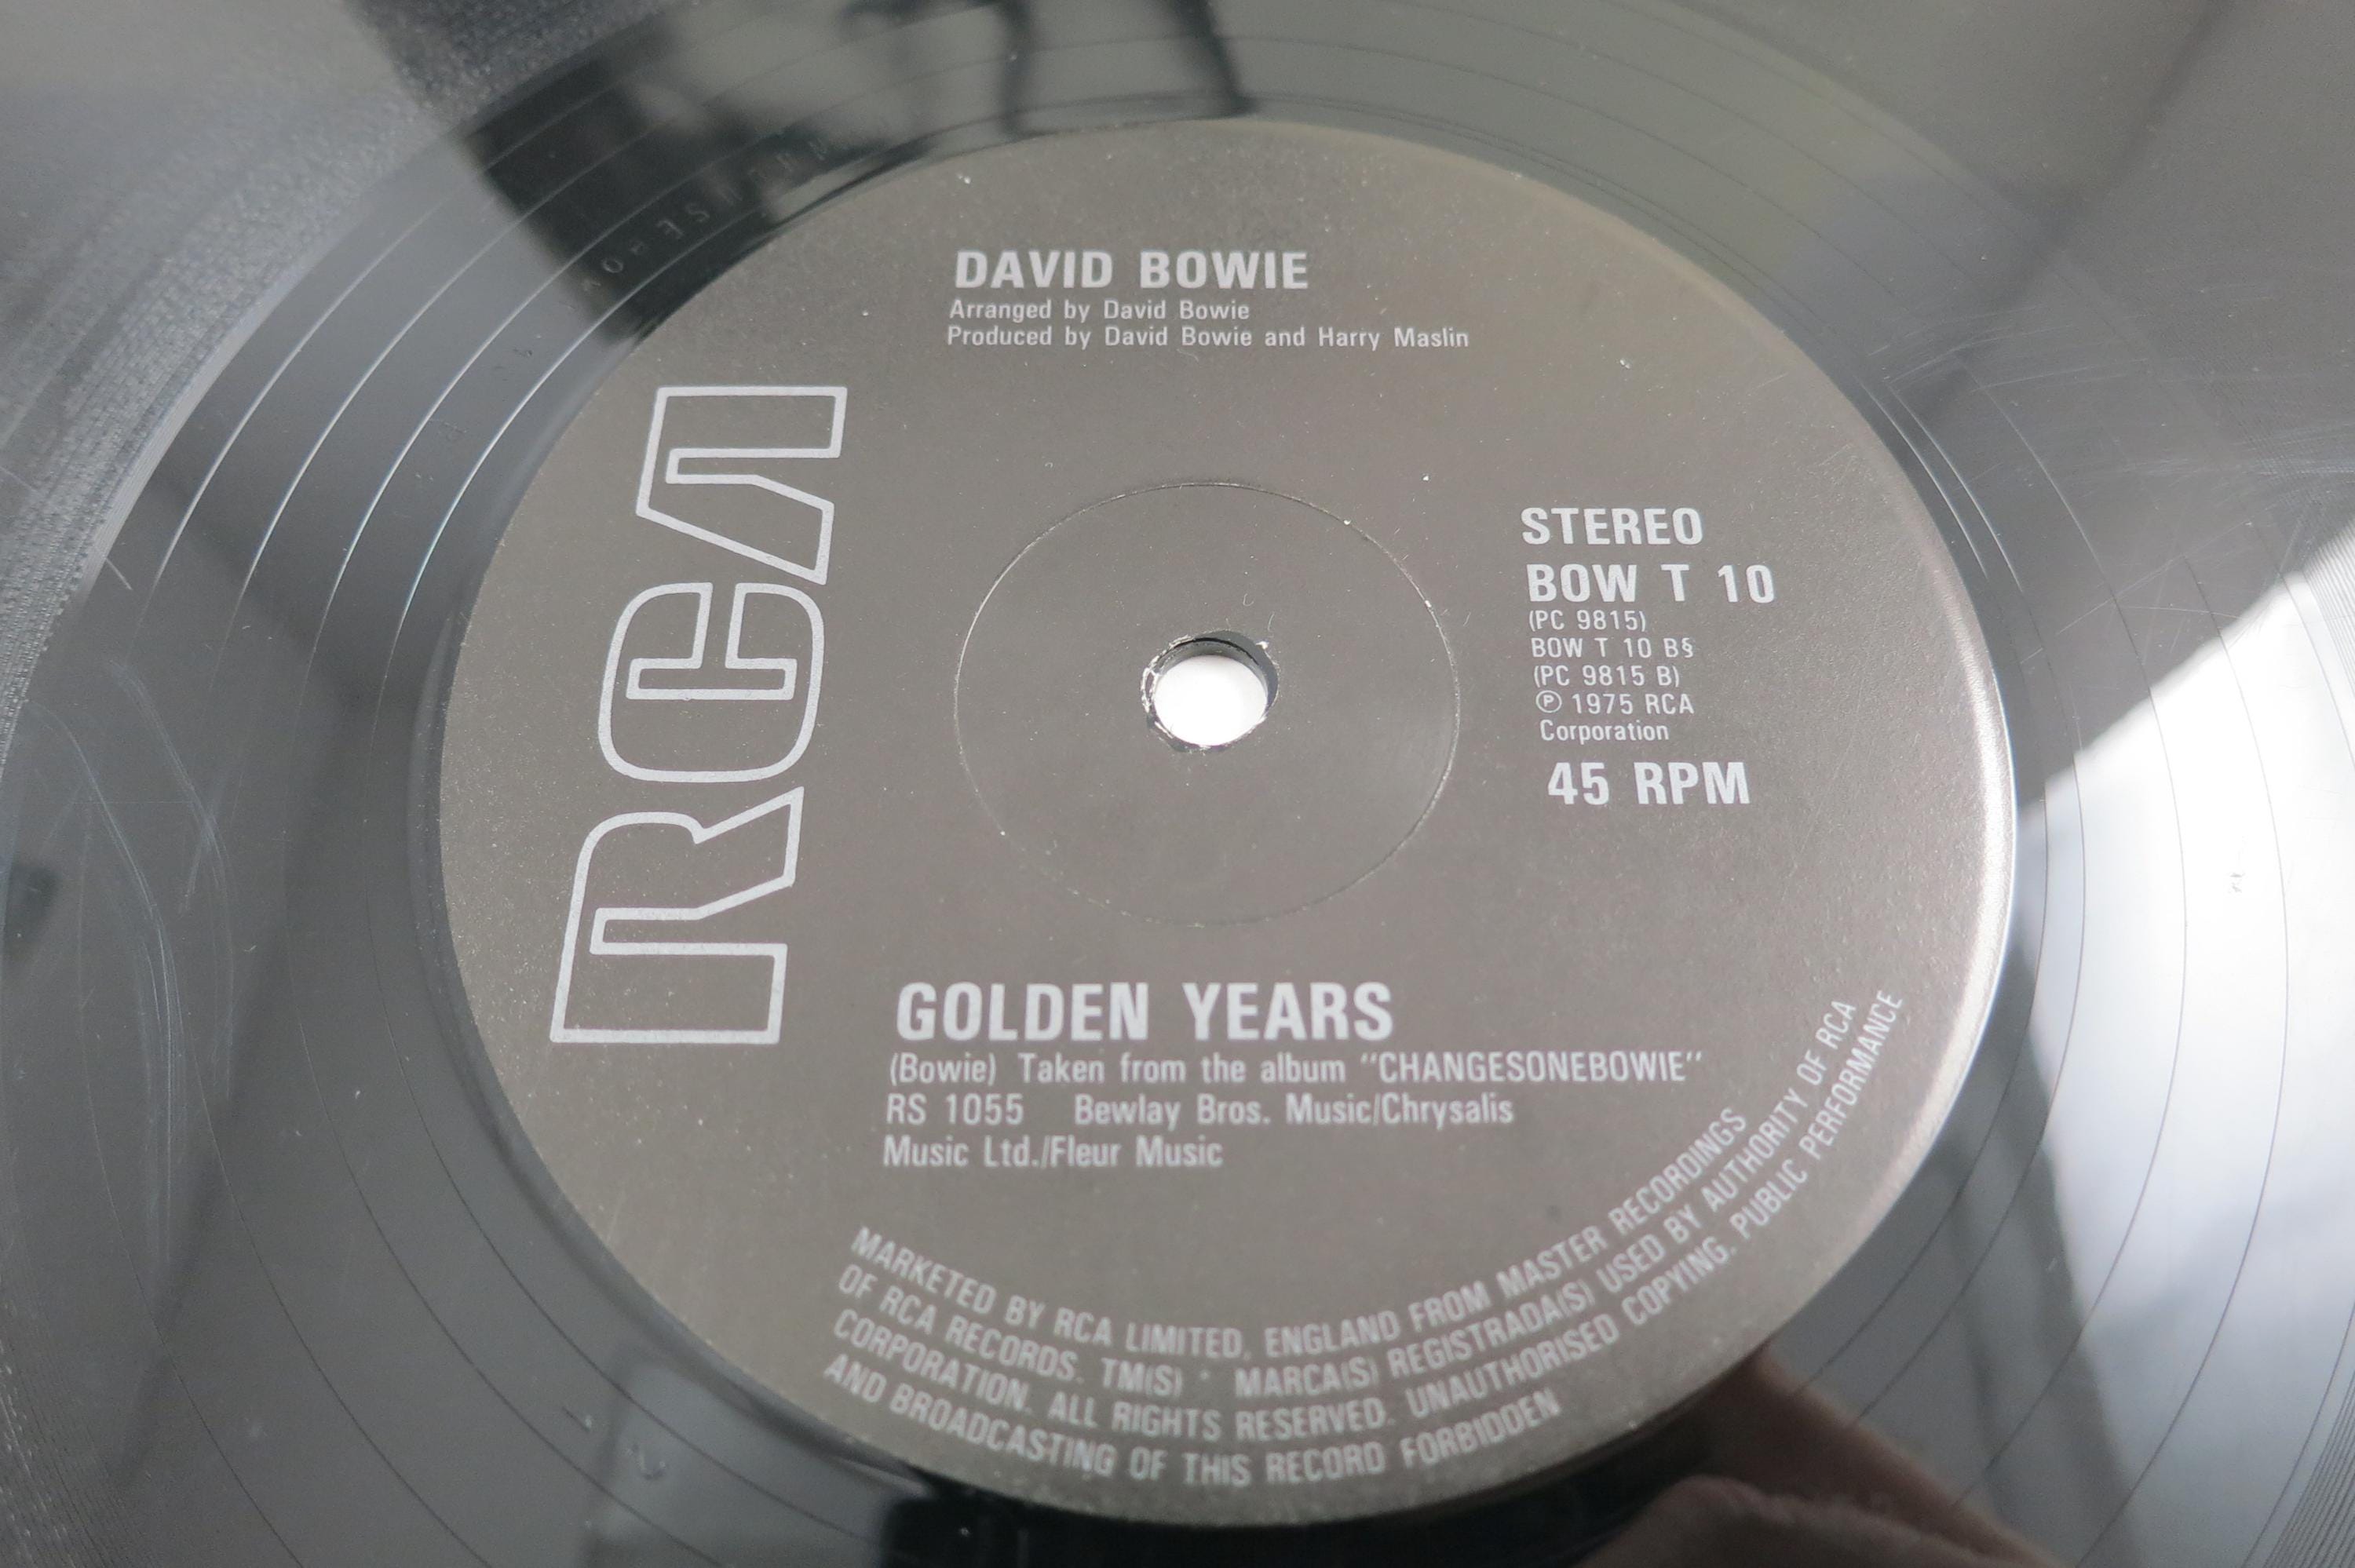 DAVID BOWIE
Arranged by David Bowie
Produced by David Bowie and Harry Maslin
RCA
STEREO
BOW T 10
(PC 9815)
BOW T 10 B§
(PC 9815 B)
Ⓟ 1975 RCA
Corporation
45 RPM
GOLDEN YEARS
(Bowie) Taken from the album "CHANGESONEBOWIE"
RS 1055 Bewlay Bros. Music/Chrysalis
Music Ltd./Fleur Music
MARKETED BY RCA LIMITED, ENGLAND FROM MASTER RECORDINGS
OF RCA RECORDS. TM(S) • MARCA(S) REGISTRADA(S) USED BY AUTHORITY OF RCA
CORPORATION. ALL RIGHTS RESERVED. UNAUTHORISED COPYING, PUBLIC PERFORMANCE
AND BROADCASTING OF THIS RECORD FORBIDDEN